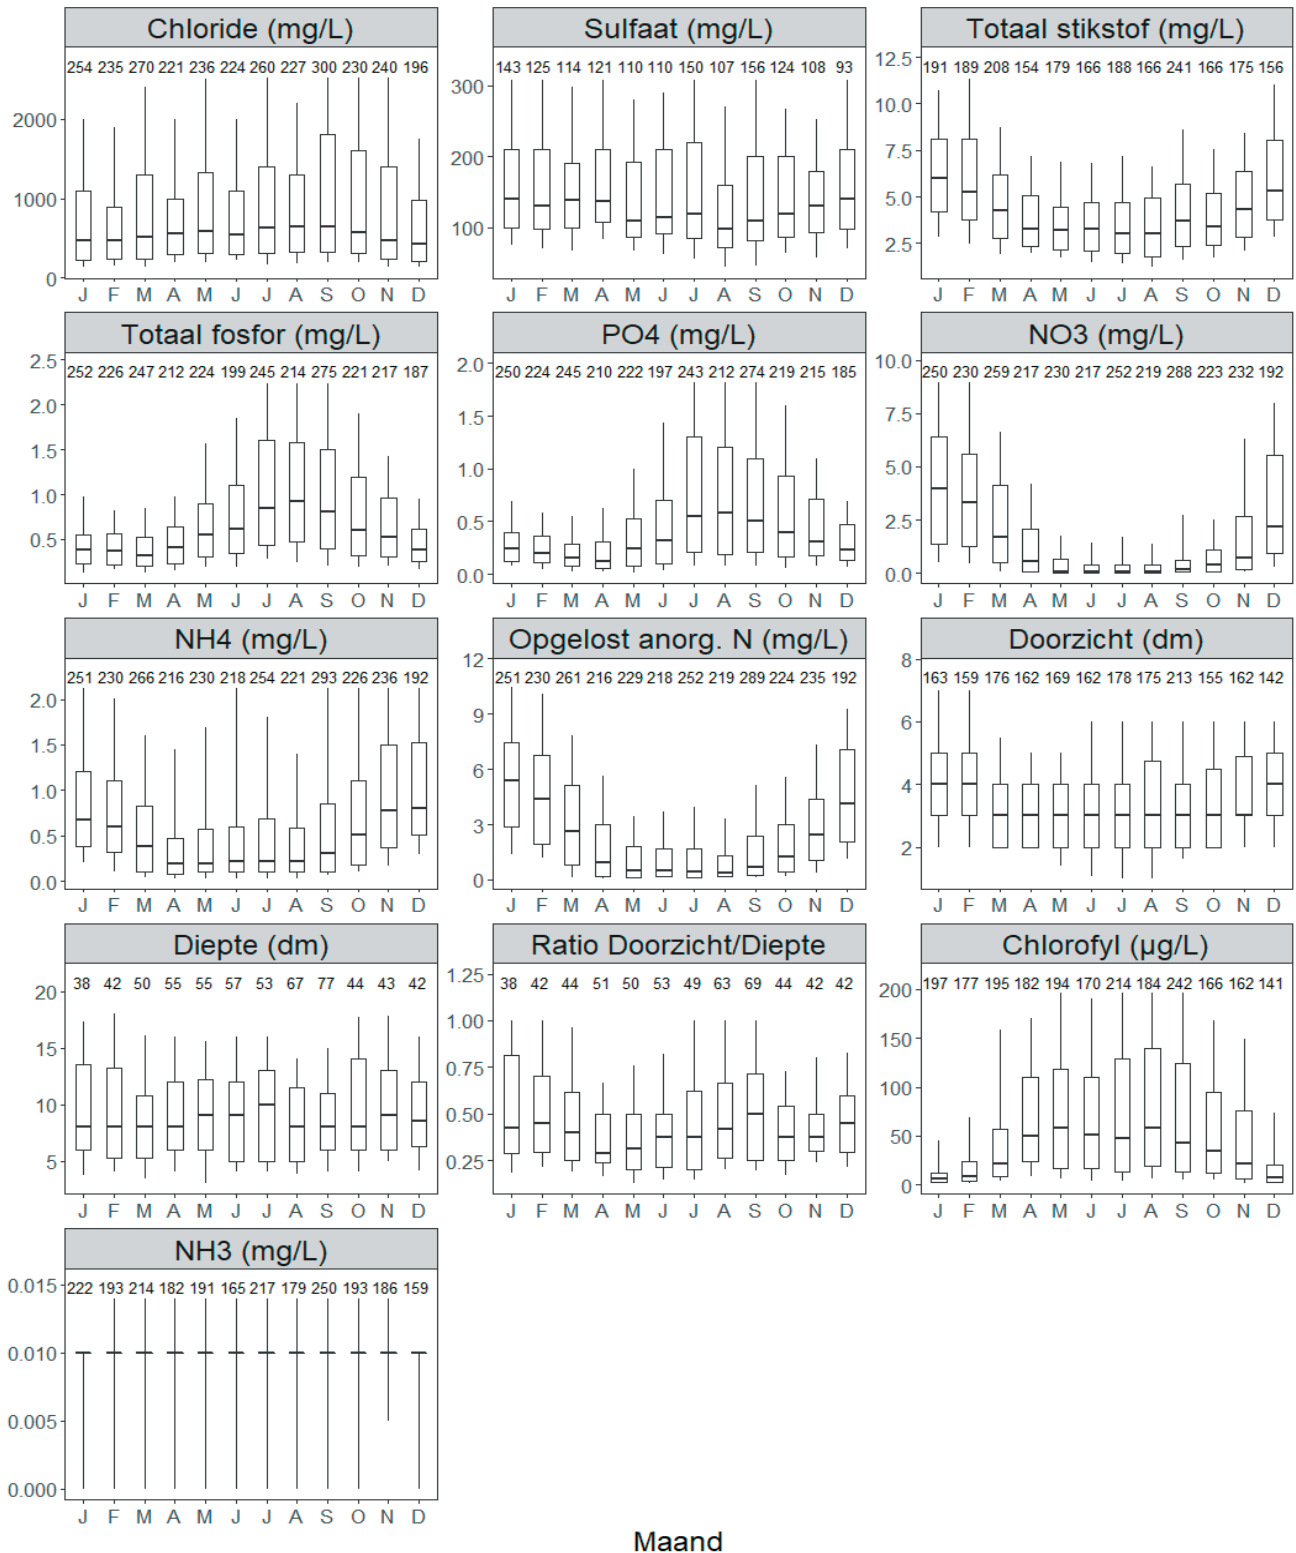 Chloride (mg/L) Sulfaat (mg/L) Totaal stikstof (mg/L)
254 235 270 221 236 224 260 227 300 230 240 196
2000
1000
0
J F M A M J J A S O N D
143 125 114 121 110 110 150 107 156 124 108 93
300
200
100
J F M A M J J A S O N D
12.5
191 189 208 154 179 166 188 166 241 166 175 156
10.0
7.5
5.0
2.5
J F M A M J J A S O N D
Totaal fosfor (mg/L) PO4 (mg/L) NO3 (mg/L)
2.5
252 226 247 212 224 199 245 214 275 221 217 187
2.0
1.5
1.0
0.5
J F M A M J J A S O N D
2.0
250 224 245 210 222 197 243 212 274 219 215 185
1.5
1.0
0.5
0.0
J F M A M J J A S O N D
10.0
250 230 259 217 230 217 252 219 288 223 232 192
7.5
5.0
2.5
0.0
J F M A M J J A S O N D
NH4 (mg/L) Opgelost anorg. N (mg/L) Doorzicht (dm)
251 230 266 216 230 218 254 221 293 226 236 192
2.0
1.5
1.0
0.5
0.0
J F M A M J J A S O N D
12
251 230 261 216 229 218 252 219 289 224 235 192
9
6
3
0
J F M A M J J A S O N D
8
163 159 176 162 169 162 178 175 213 155 162 142
6
4
2
J F M A M J J A S O N D
Diepte (dm) Ratio Doorzicht/Diepte Chlorofyl (µg/L)
38 42 50 55 55 57 53 67 77 44 43 42
20
15
10
5
J F M A M J J A S O N D
1.25
38 42 44 51 50 53 49 63 69 44 42 42
1.00
0.75
0.50
0.25
J F M A M J J A S O N D
197 177 195 182 194 170 214 184 242 166 162 141
200
150
100
50
0
J F M A M J J A S O N D
NH3 (mg/L)
0.015
222 193 214 182 191 165 217 179 250 193 186 159
0.010
0.005
0.000
J F M A M J J A S O N D
Maand